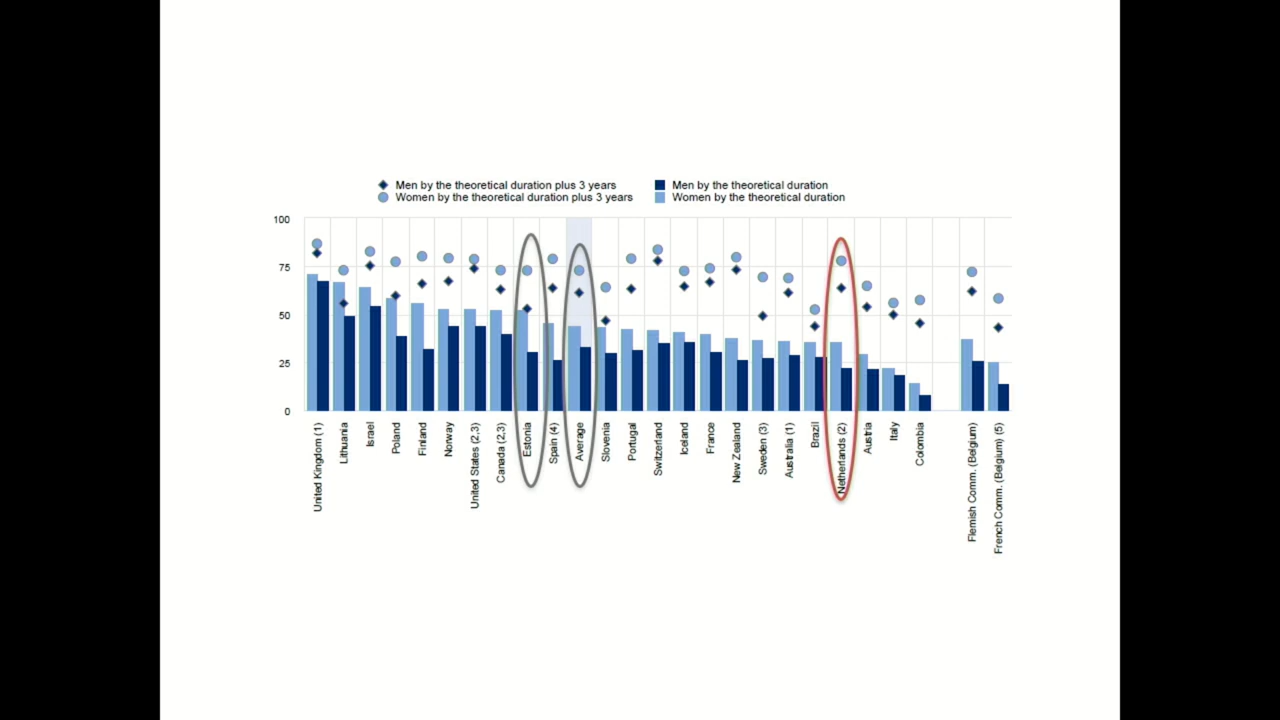 Men by the theoretical duration plus 3 years
Men by the theoretical duration
Women by the theoretical duration plus 3 years
Women by the theoretical duration
100
75
50
25
0
United Kingdom (1)
Lithuania
Israel
Poland
Finland
Norway
United States (2,3)
Canada (2,3)
Estonia
Spain (4)
Average
Slovenia
Portugal
Switzerland
Iceland
France
New Zealand
Sweden (3)
Australia (1)
Brazil
Netherlands (2)
Austria
Italy
Colombia
Flemish Comm. (Belgium)
French Comm. (Belgium) (5)